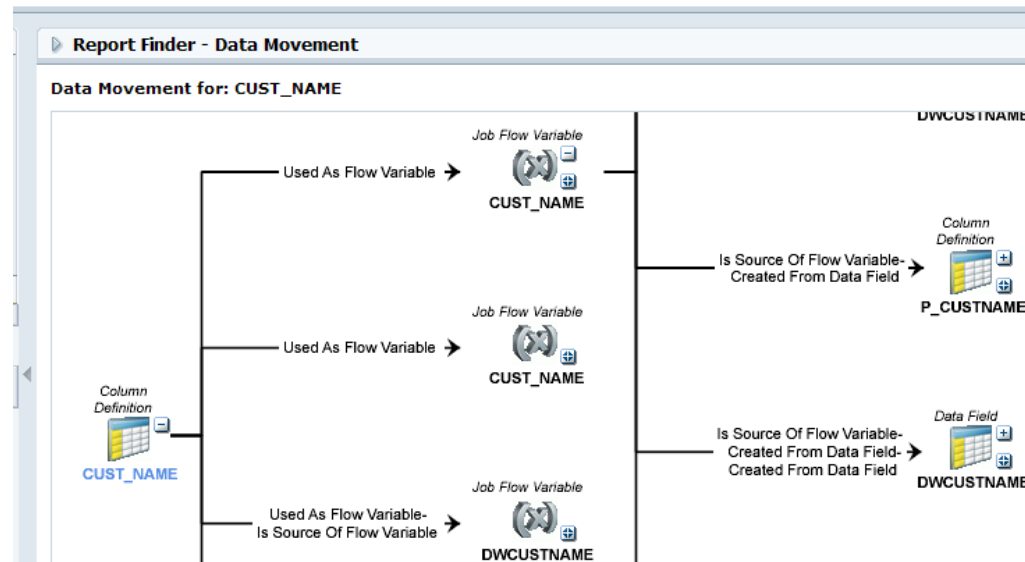 Report Finder - Data Movement
Data Movement for: CUST_NAME
DWCUSTNAME
Job Flow Variable
Used As Flow Variable
CUST_NAME
Column
Definition
Is Source Of Flow Variable-
Created From Data Field
P_CUSTNAME
Job Flow Variable
Used As Flow Variable
CUST_NAME
Column
Definition
CUST_NAME
Data Field
Is Source Of Flow Variable-
Created From Data Field-
Created From Data Field
DWCUSTNAME
Job Flow Variable
Used As Flow Variable-
Is Source Of Flow Variable
DWCUSTNAME